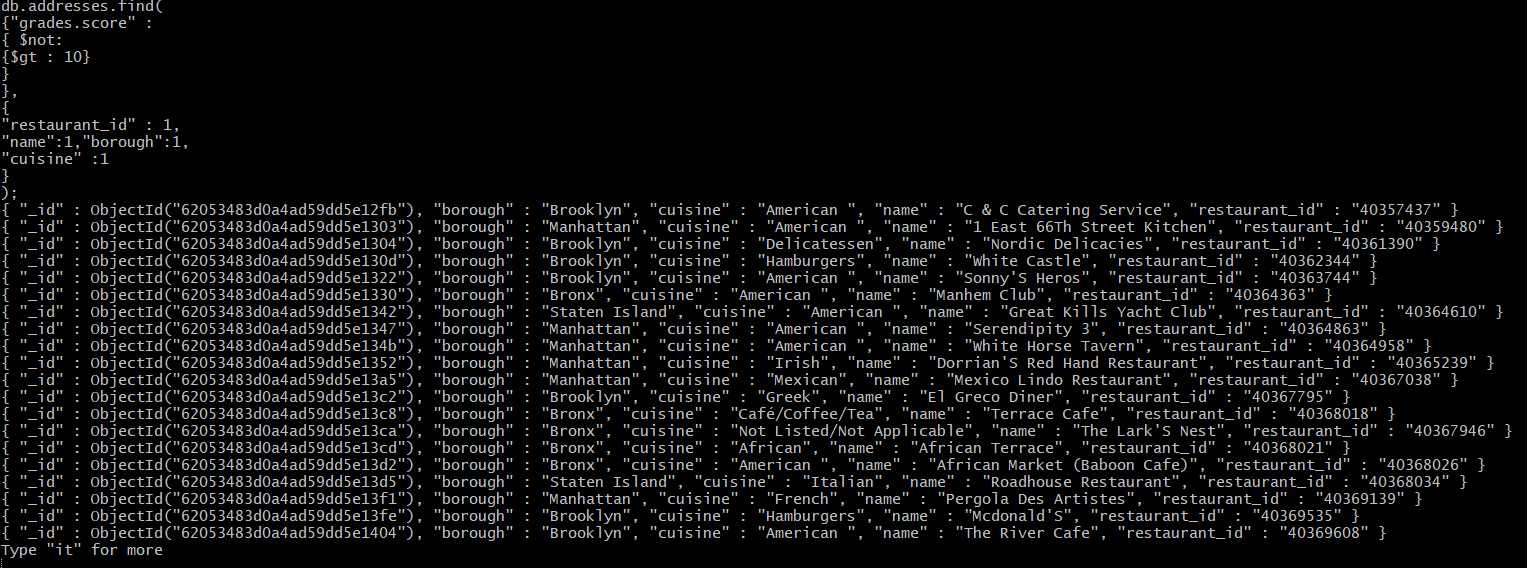 db.addresses.find(
{"grades.score" :
{ $not:
{$gt : 10}
}
},
{
"restaurant_id" : 1,
"name":1,"borough":1,
"cuisine" :1
}
);
{ "_id" : ObjectId("62053483d0a4ad59dd5e12fb"), "borough" : "Brooklyn", "cuisine" : "American ", "name" : "C & C Catering Service", "restaurant_id" : "40357437" }
{ "_id" : ObjectId("62053483d0a4ad59dd5e1303"), "borough" : "Manhattan", "cuisine" : "American ", "name" : "1 East 66Th Street Kitchen", "restaurant_id" : "40359480" }
{ "_id" : ObjectId("62053483d0a4ad59dd5e1304"), "borough" : "Brooklyn", "cuisine" : "Delicatessen", "name" : "Nordic Delicacies", "restaurant_id" : "40361390" }
{ "_id" : ObjectId("62053483d0a4ad59dd5e130d"), "borough" : "Brooklyn", "cuisine" : "Hamburgers", "name" : "White Castle", "restaurant_id" : "40362344" }
{ "_id" : ObjectId("62053483d0a4ad59dd5e1322"), "borough" : "Brooklyn", "cuisine" : "American ", "name" : "Sonny'S Heros", "restaurant_id" : "40363744" }
{ "_id" : ObjectId("62053483d0a4ad59dd5e1330"), "borough" : "Bronx", "cuisine" : "American ", "name" : "Manhem Club", "restaurant_id" : "40364363" }
{ "_id" : ObjectId("62053483d0a4ad59dd5e1342"), "borough" : "Staten Island", "cuisine" : "American ", "name" : "Great Kills Yacht Club", "restaurant_id" : "40364610" }
{ "_id" : ObjectId("62053483d0a4ad59dd5e1347"), "borough" : "Manhattan", "cuisine" : "American ", "name" : "Serendipity 3", "restaurant_id" : "40364863" }
{ "_id" : ObjectId("62053483d0a4ad59dd5e134b"), "borough" : "Manhattan", "cuisine" : "American ", "name" : "White Horse Tavern", "restaurant_id" : "40364958" }
{ "_id" : ObjectId("62053483d0a4ad59dd5e1352"), "borough" : "Manhattan", "cuisine" : "Irish", "name" : "Dorrian'S Red Hand Restaurant", "restaurant_id" : "40365239" }
{ "_id" : ObjectId("62053483d0a4ad59dd5e13a5"), "borough" : "Manhattan", "cuisine" : "Mexican", "name" : "Mexico Lindo Restaurant", "restaurant_id" : "40367038" }
{ "_id" : ObjectId("62053483d0a4ad59dd5e13c2"), "borough" : "Brooklyn", "cuisine" : "Greek", "name" : "El Greco Diner", "restaurant_id" : "40367795" }
{ "_id" : ObjectId("62053483d0a4ad59dd5e13c8"), "borough" : "Bronx", "cuisine" : "Café/Coffee/Tea", "name" : "Terrace Cafe", "restaurant_id" : "40368018" }
{ "_id" : ObjectId("62053483d0a4ad59dd5e13ca"), "borough" : "Bronx", "cuisine" : "Not Listed/Not Applicable", "name" : "The Lark'S Nest", "restaurant_id" : "40367946" }
{ "_id" : ObjectId("62053483d0a4ad59dd5e13cd"), "borough" : "Bronx", "cuisine" : "African", "name" : "African Terrace", "restaurant_id" : "40368021" }
{ "_id" : ObjectId("62053483d0a4ad59dd5e13d2"), "borough" : "Bronx", "cuisine" : "American ", "name" : "African Market (Baboon Cafe)", "restaurant_id" : "40368026" }
{ "_id" : ObjectId("62053483d0a4ad59dd5e13d5"), "borough" : "Staten Island", "cuisine" : "Italian", "name" : "Roadhouse Restaurant", "restaurant_id" : "40368034" }
{ "_id" : ObjectId("62053483d0a4ad59dd5e13f1"), "borough" : "Manhattan", "cuisine" : "French", "name" : "Pergola Des Artistes", "restaurant_id" : "40369139" }
{ "_id" : ObjectId("62053483d0a4ad59dd5e13fe"), "borough" : "Brooklyn", "cuisine" : "Hamburgers", "name" : "Mcdonald'S", "restaurant_id" : "40369535" }
{ "_id" : ObjectId("62053483d0a4ad59dd5e1404"), "borough" : "Brooklyn", "cuisine" : "American ", "name" : "The River Cafe", "restaurant_id" : "40369608" }
Type "it" for more